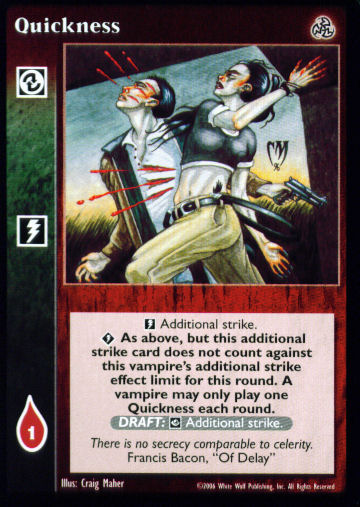 Quickness
CM
96
Additional strike.
As above, but this additional
strike card does not count against
this vampire's additional strike
effect limit for this round. A
vampire may only play one
Quickness each round.
DRAFT: Additional strike.
There is no secrecy comparable to celerity.
Francis Bacon, "Of Delay"
1
Illus: Craig Maher
©2006 White Wolf Publishing, Inc. All Rights Reserved